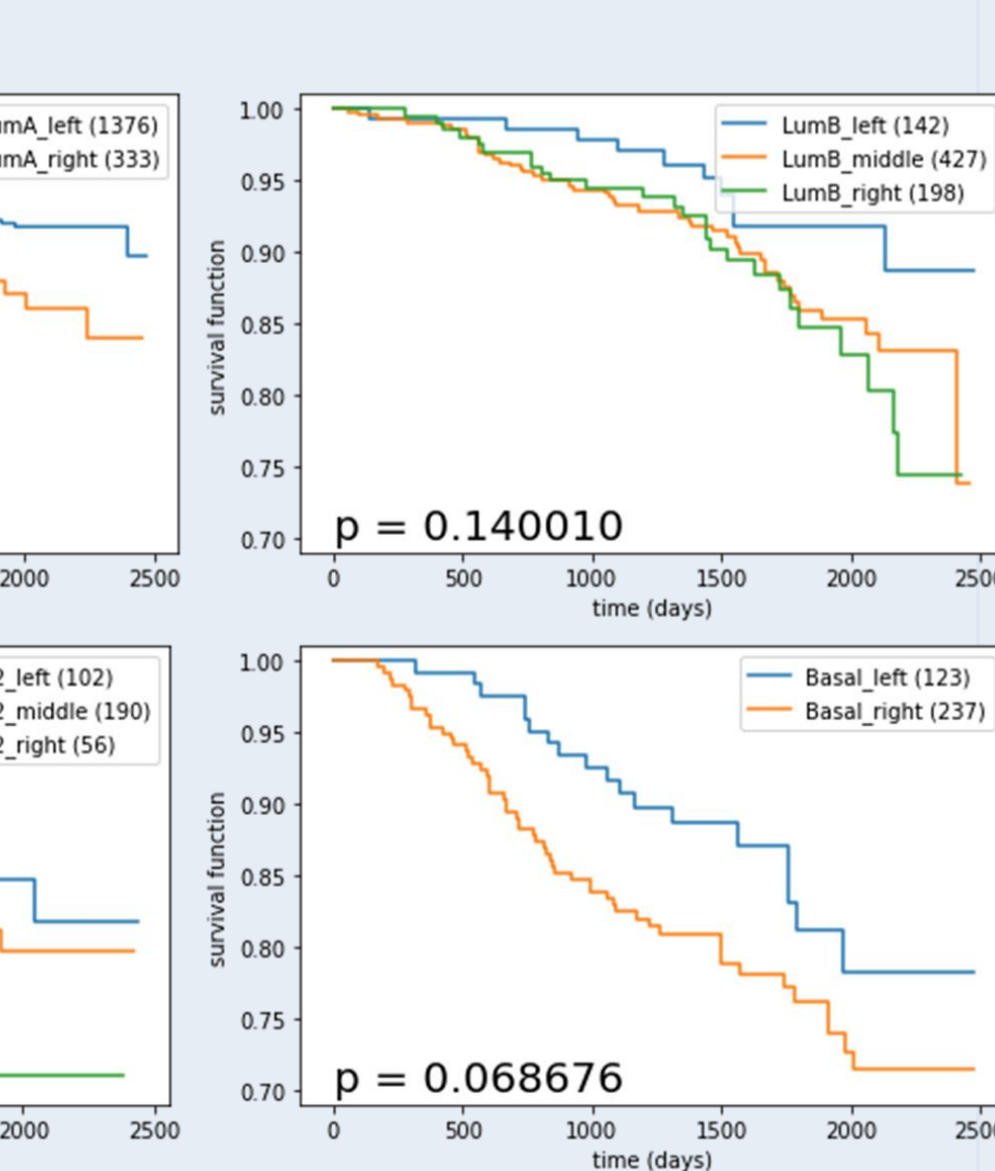 umA_left (1376)
umA_right (333)
2000
2500
1.00
0.95
0.90
0.85
0.80
0.75
0.70
survival function
LumB_left (142)
LumB_middle (427)
LumB_right (198)
p = 0.140010
0
500
1000
1500
2000
250
time (days)
2_left (102)
2_middle (190)
2_right (56)
2000
2500
1.00
0.95
0.90
0.85
0.80
0.75
0.70
survival function
Basal_left (123)
Basal_right (237)
p = 0.068676
0
500
1000
1500
2000
250
time (days)